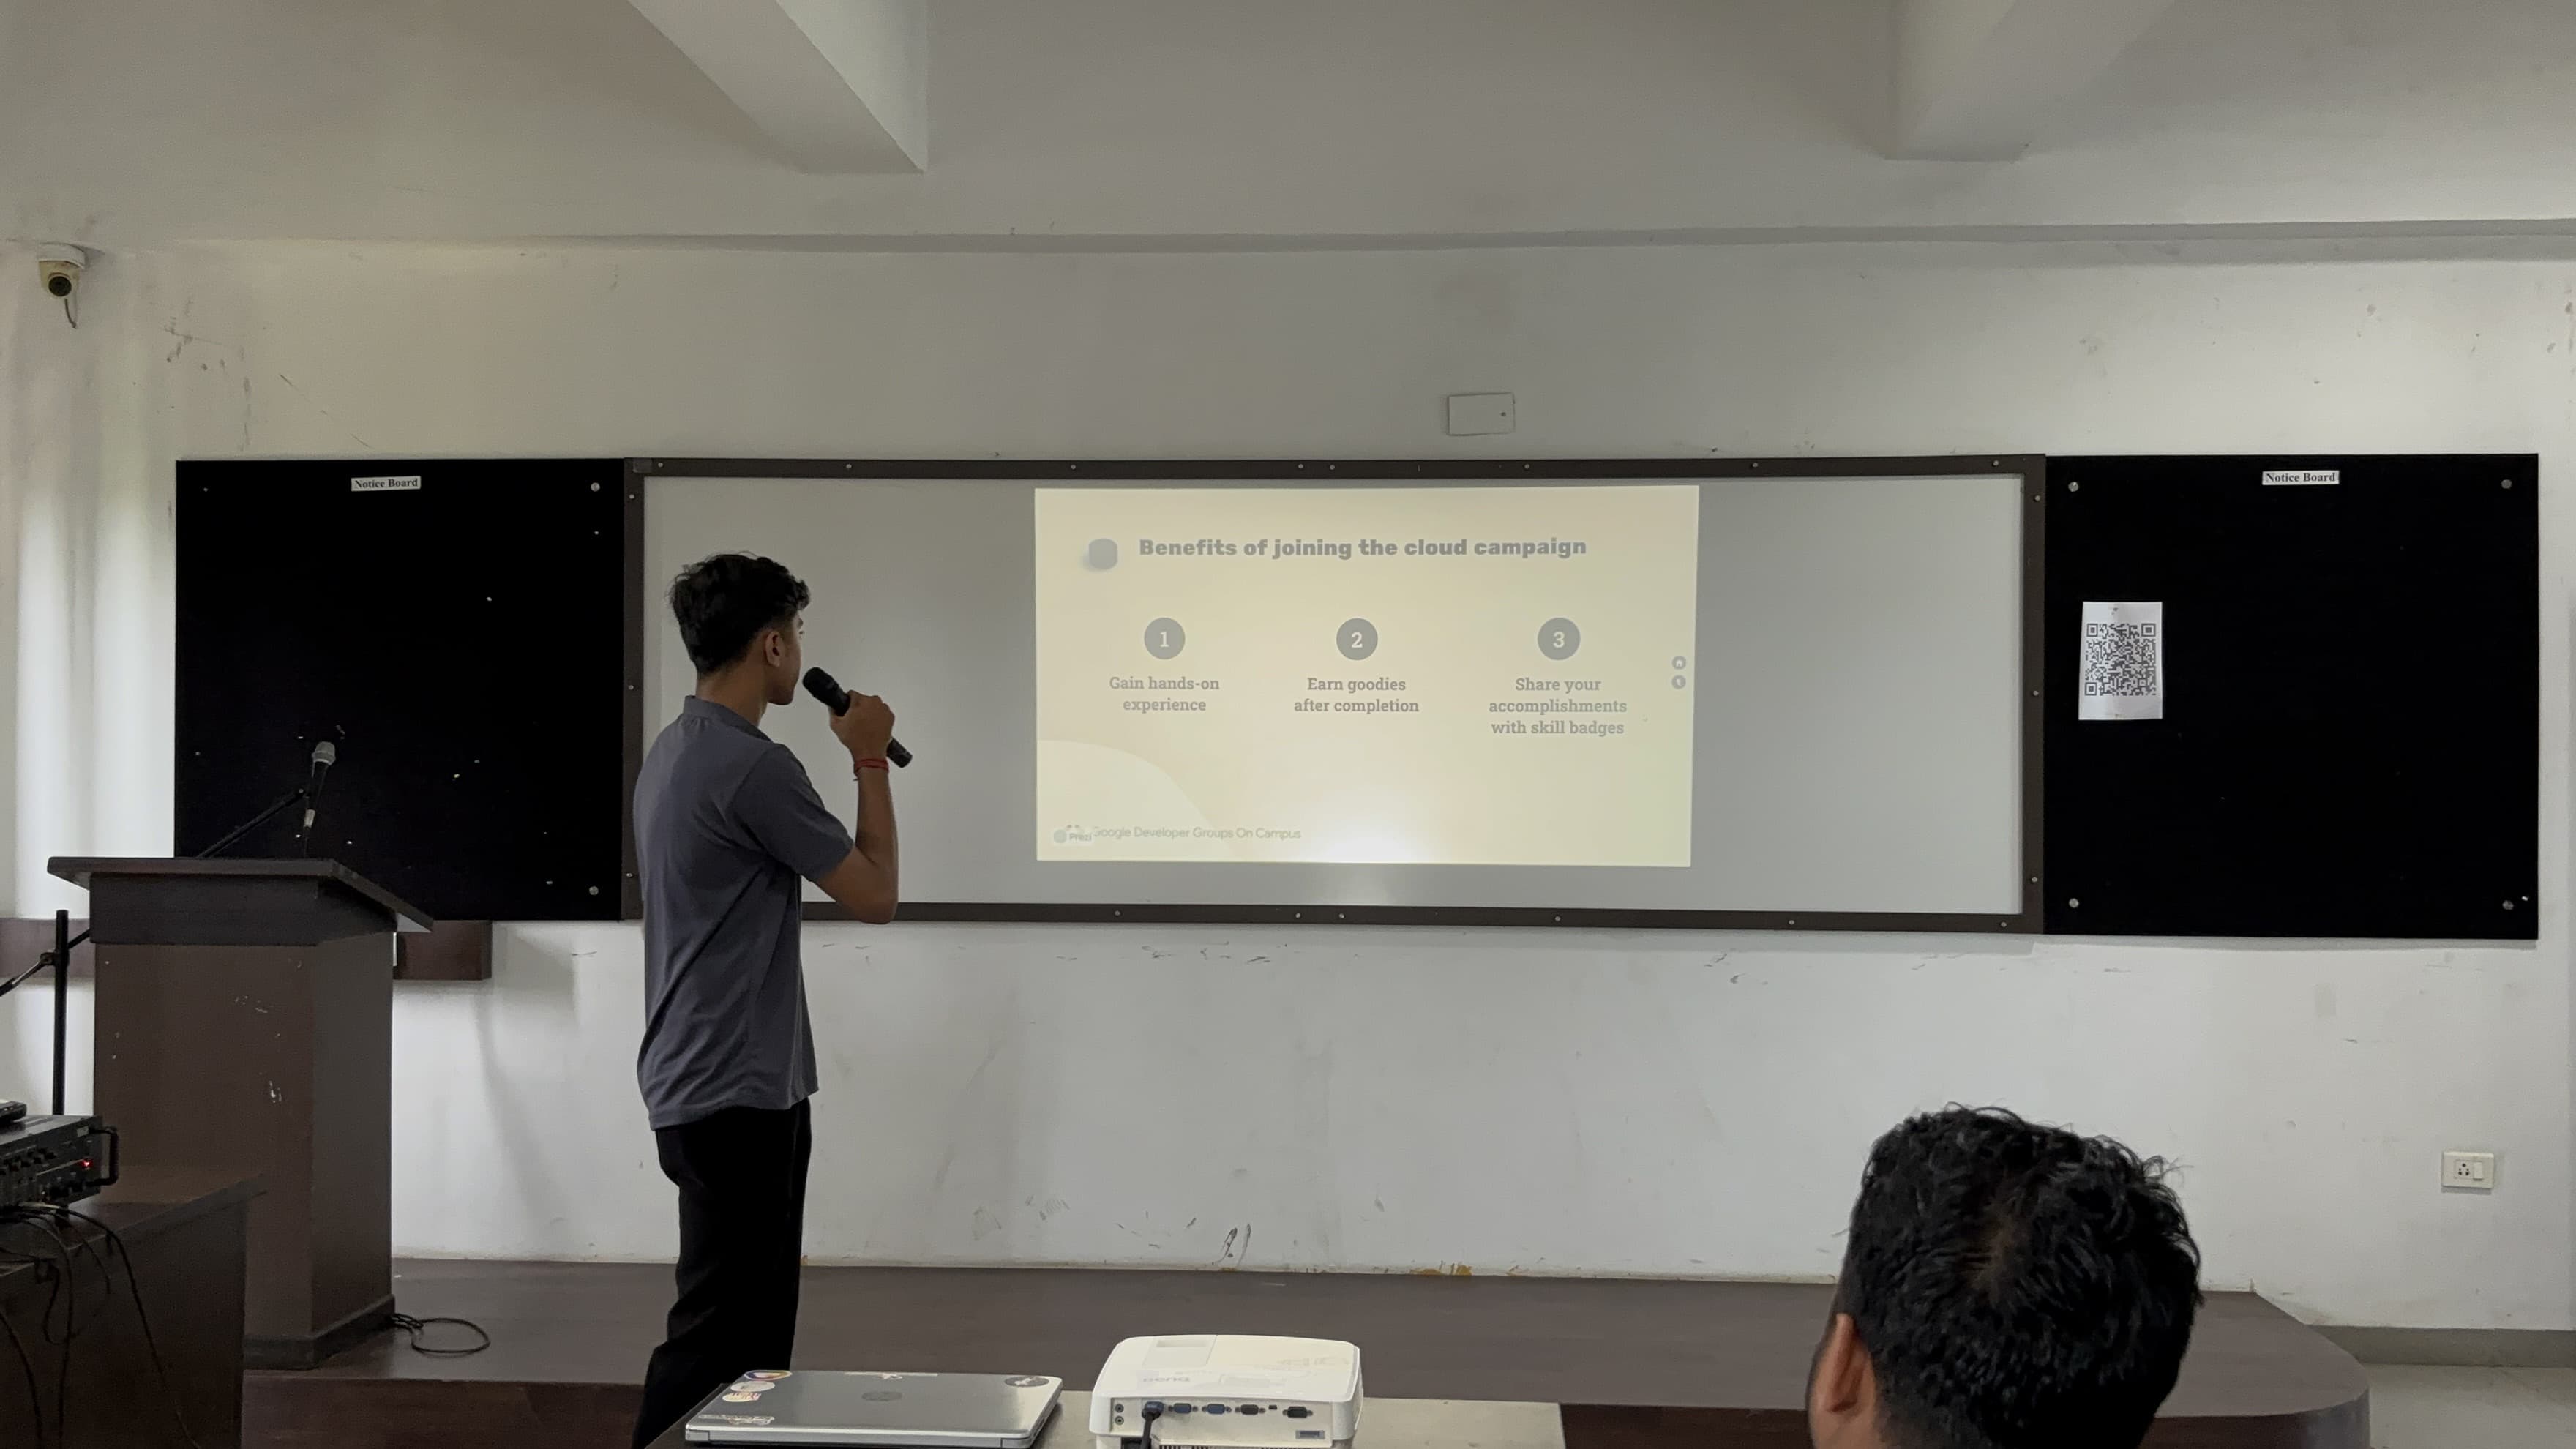 Notice Board
Benefits of joining the cloud campaign
1
Gain hands-on
experience
2
Earn goodies
after completion
3
Share your
accomplishments
with skill badges
Prezi
Google Developer Groups On Campus
Notice Board